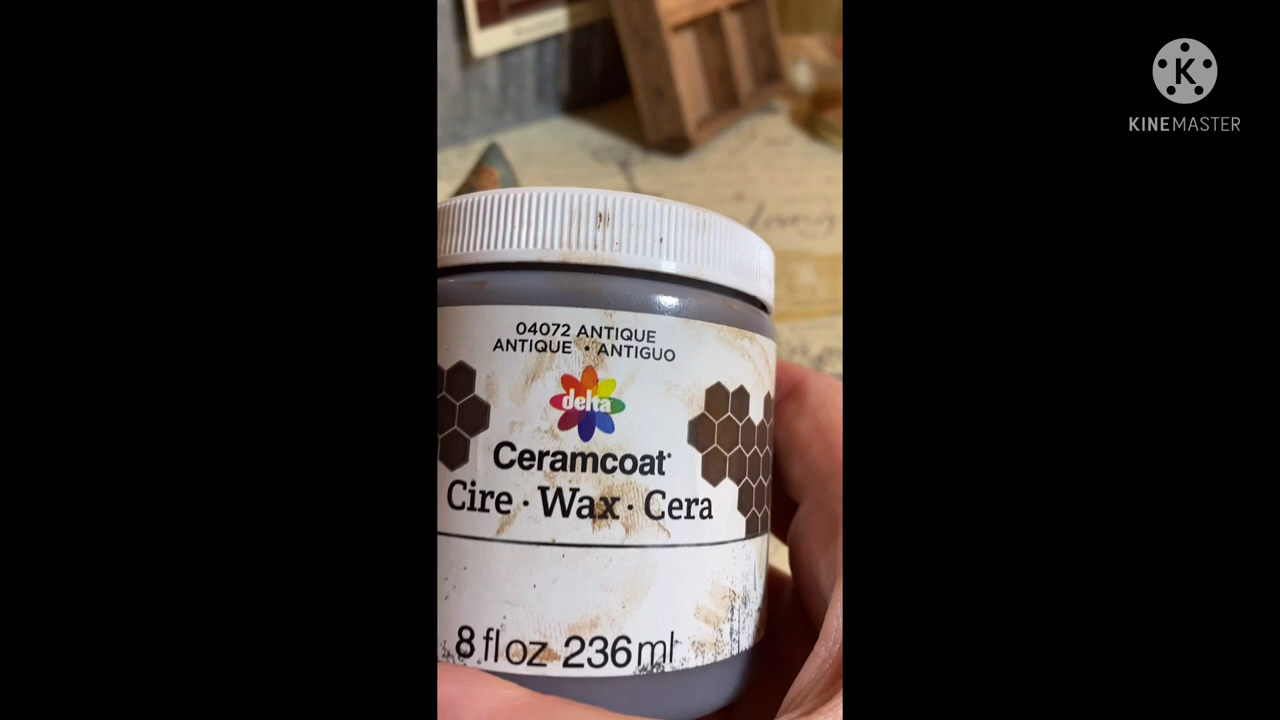 KINEMASTER
04072 ANTIQUE
ANTIQUE • ANTIGUO
delta
Ceramcoat
Cire · Wax · Cera
8 fl oz 236 ml